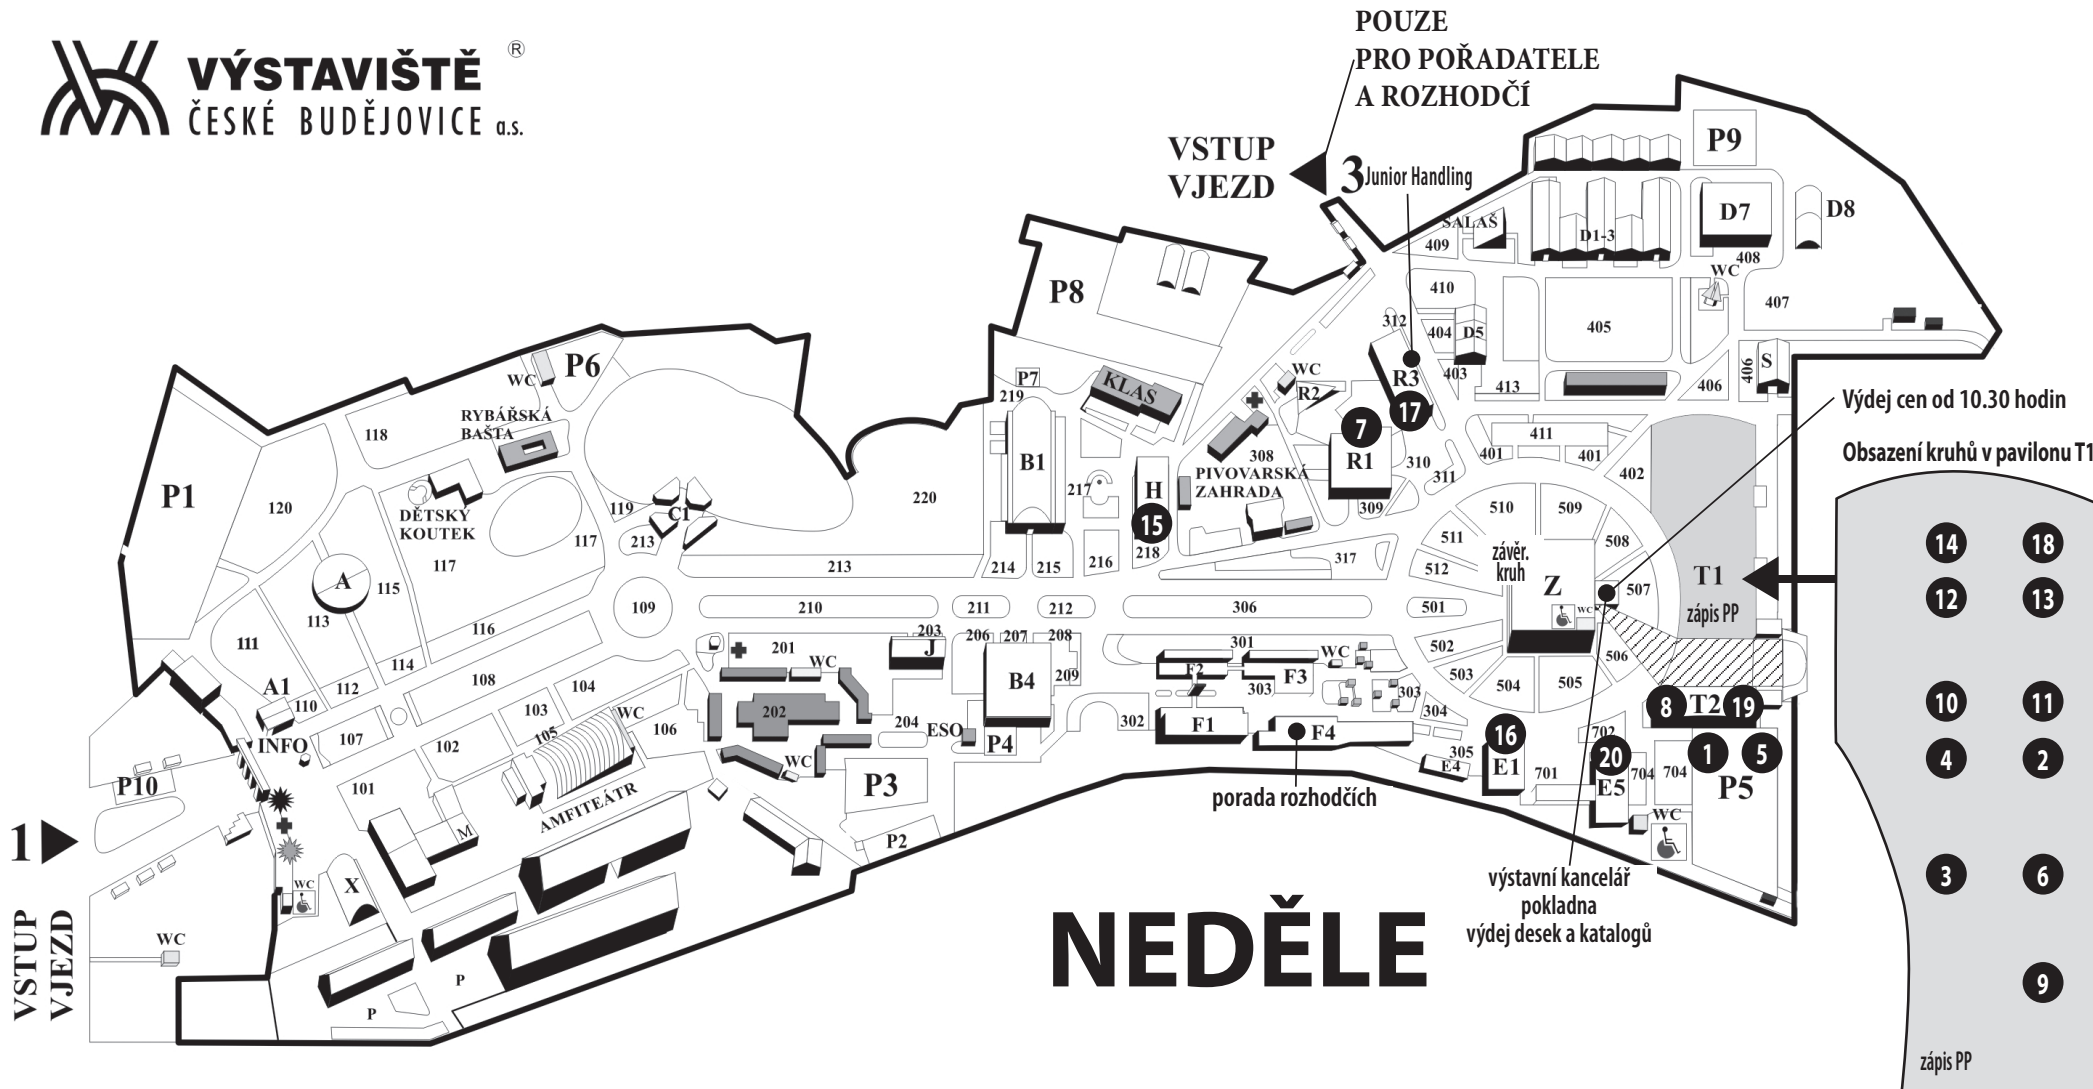 VÝSTAVIŠTĚ ®
ČESKÉ BUDĚJOVICE a.s.
POUZE
PRO POŘADATELE
A ROZHODČÍ
VSTUP
VJEZD
3
Junior Handling
P9
D7
D8
SALAŠ
409
D1-3
408
WC
410
407
P8
312
404
D5
405
403
413
406
406
S
P6
WC
RYBÁŘSKÁ
BAŠTA
118
P7
219
KLAS
WC
R2
R3
17
7
R1
Výdej cen od 10.30 hodin
Obsazení kruhů v pavilonu T1
P1
120
DĚTSKÝ
KOUTEK
119
C1
213
220
B1
217
H
15
218
308
PIVOVARSKÁ
ZAHRADA
309
310
311
401
411
401
402
117
117
A
115
113
111
116
114
112
109
213
214
215
216
317
210
211
212
306
501
510
509
511
508
512
závěr.
kruh
Z
WC
507
T1
zápis PP
502
503
504
505
506
14
18
12
13
10
11
4
2
3
6
9
zápis PP
A1
110
INFO
107
108
104
103
102
105
WC
106
101
AMFITEÁTR
M
201
WC
203
J
206
207
208
209
B4
202
204
ESO
P4
WC
P3
P2
301
F2
303
F3
WC
303
302
F1
F4
304
305
E4
16
E1
701
702
20
E5
704
704
8
T2
19
1
5
P5
WC
porada rozhodčích
výstavní kancelář
pokladna
výdej desek a katalogů
P10
1
VSTUP
VJEZD
WC
WC
X
P
P
NEDĚLE